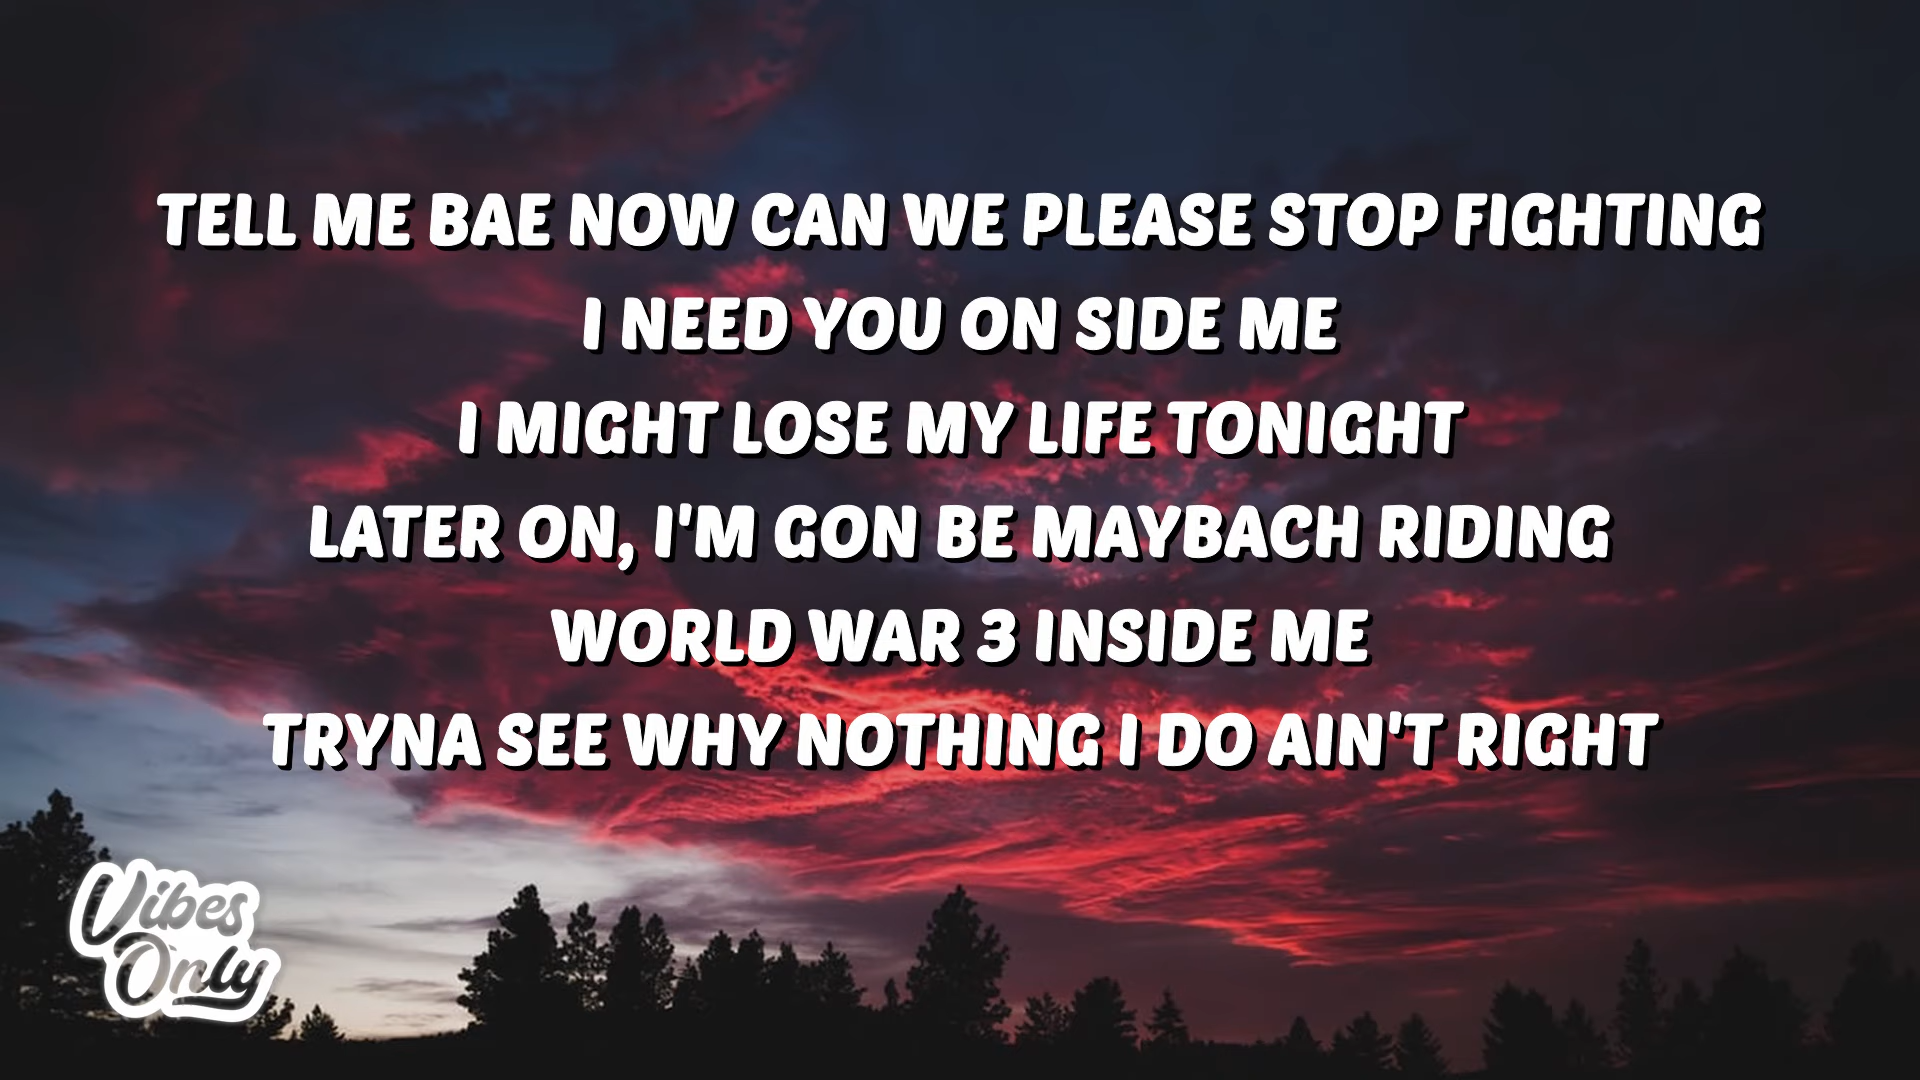 TELL ME BAE NOW CAN WE PLEASE STOP FIGHTING
I NEED YOU ON SIDE ME
I MIGHT LOSE MY LIFE TONIGHT
LATER ON, I'M GON BE MAYBACH RIDING
WORLD WAR 3 INSIDE ME
TRYNA SEE WHY NOTHING I DO AIN'T RIGHT
Vibes
Only